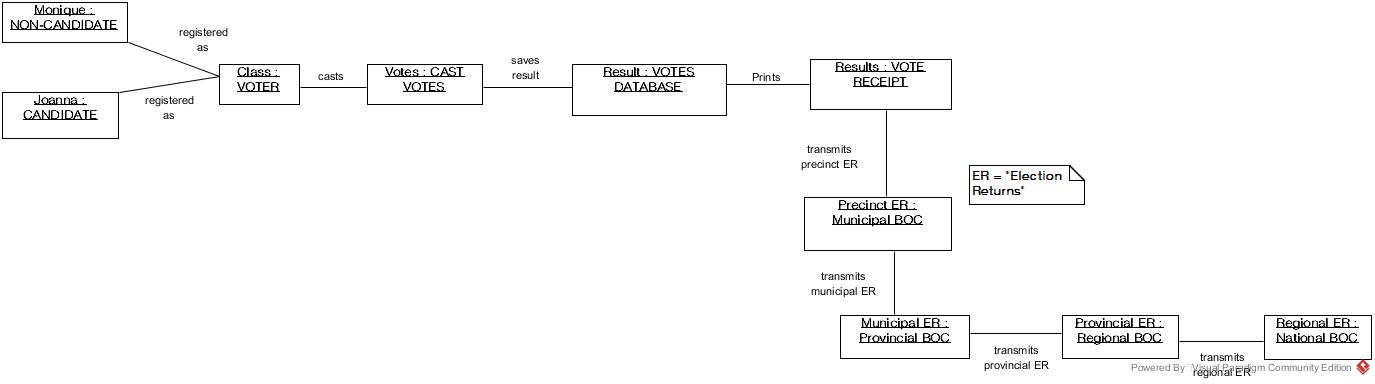 Monique :
NON-CANDIDATE
registered
as
Joanna :
CANDIDATE
registered
as
Class :
VOTER
casts
Votes : CAST
VOTES
saves
result
Result : VOTES
DATABASE
Prints
Results : VOTE
RECEIPT
transmits
precinct ER
ER = "Election
Returns"
Precinct ER :
Municipal BOC
transmits
municipal ER
Municipal ER :
Provincial BOC
transmits
provincial ER
Provincial ER :
Regional BOC
transmits
regional ER
Regional ER :
National BOC
Powered By Visual Paradigm Community Edition